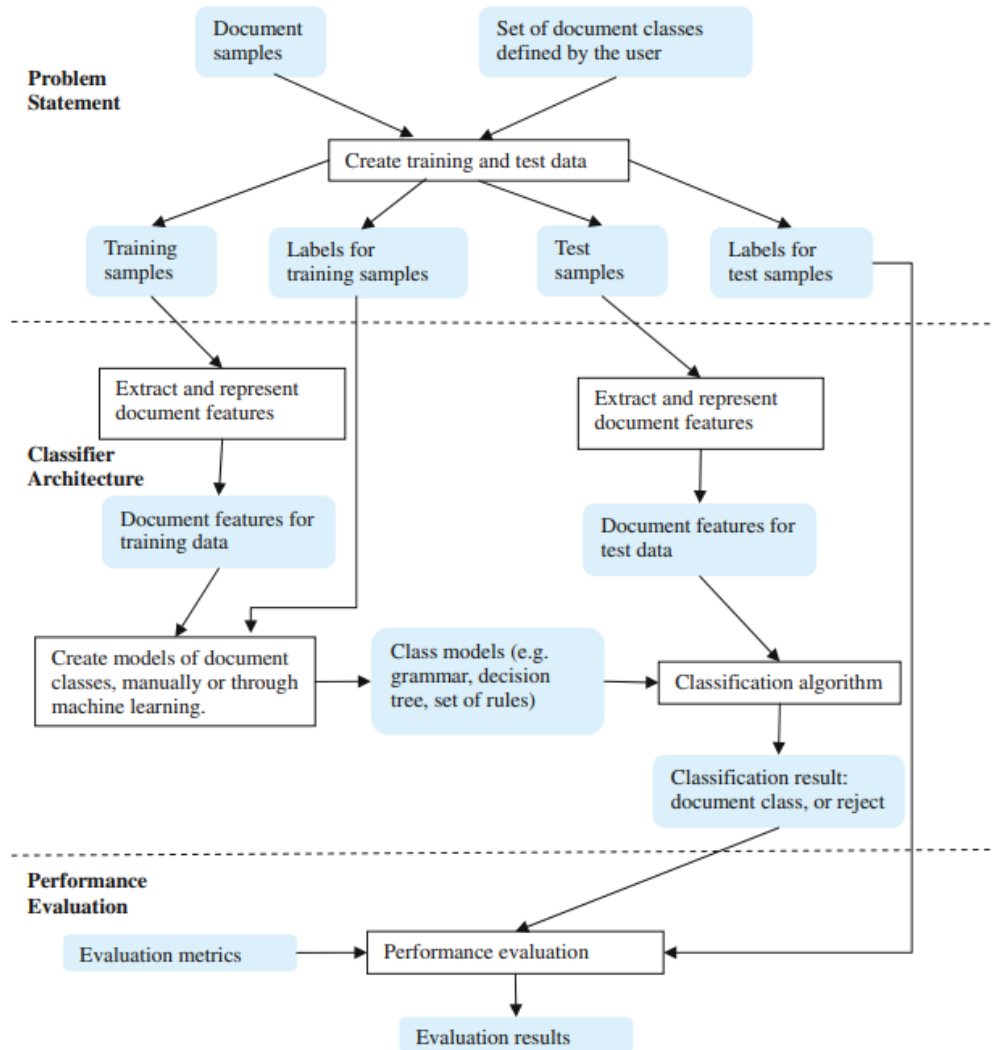 Document
samples
Set of document classes
defined by the user
Problem
Statement
Create training and test data
Training
samples
Labels for
training samples
Test
samples
Labels for
test samples
Extract and represent
document features
Extract and represent
document features
Classifier
Architecture
Document features for
training data
Document features for
test data
Create models of document
classes, manually or through
machine learning.
Class models (e.g.
grammar, decision
tree, set of rules)
Classification algorithm
Classification result:
document class, or reject
Performance
Evaluation
Evaluation metrics
Performance evaluation
Evaluation results